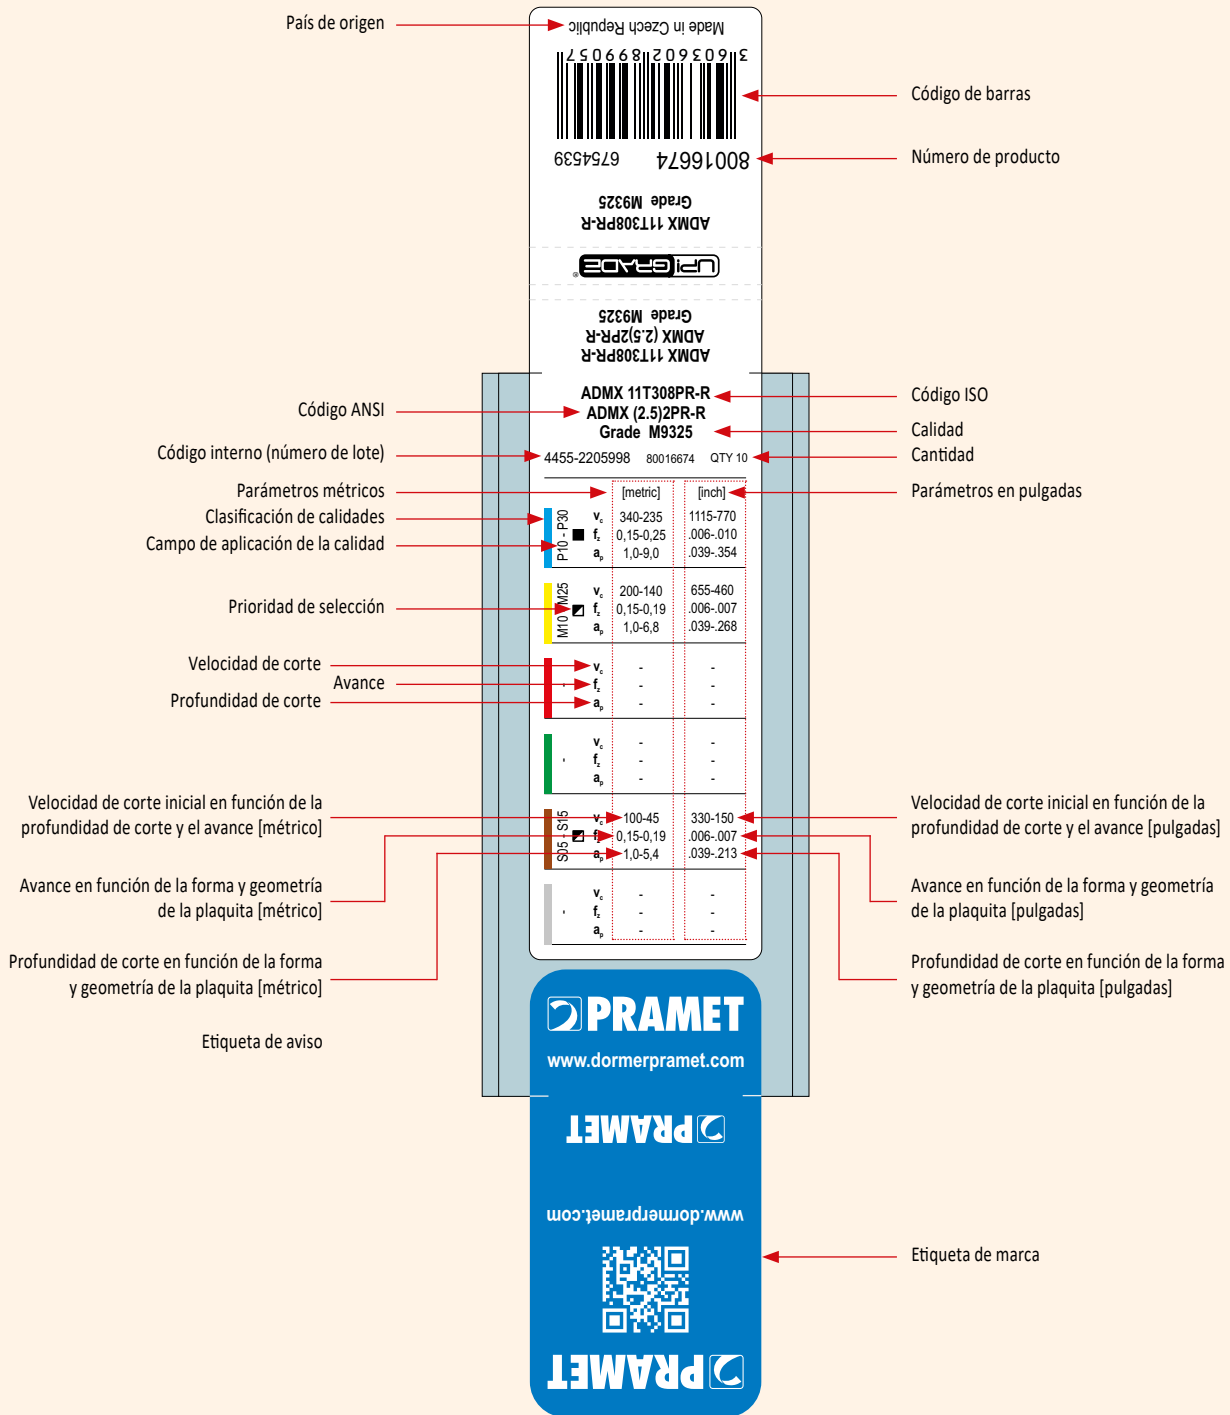 País de origen
Made in Czech Republic
3 603602 899057
Código de barras
80016674 6754539
Número de producto
ADMX 11T308PR-R
Grade M9325
UPiGRADE®
ADMX 11T308PR-R
ADMX (2.5)2PR-R
Grade M9325
ADMX 11T308PR-R
Código ISO
Código ANSI
ADMX (2.5)2PR-R
Grade M9325
Calidad
Código interno (número de lote)
4455-2205998 80016674 QTY 10
Cantidad
Parámetros métricos
[metric] [inch]
Parámetros en pulgadas
Clasificación de calidades
Campo de aplicación de la calidad
P10 - P30
vc 340-235 1115-770
fz 0,15-0,25 .006-.010
ap 1,0-9,0 .039-.354
Prioridad de selección
M10 - M25
vc 200-140 655-460
fz 0,15-0,19 .006-.007
ap 1,0-6,8 .039-.268
Velocidad de corte
Avance
Profundidad de corte
-
vc - -
fz - -
ap - -
-
vc - -
fz - -
ap - -
Velocidad de corte inicial en función de la
profundidad de corte y el avance [métrico]
S05 - S15
vc 100-45 330-150
fz 0,15-0,19 .006-.007
ap 1,0-5,4 .039-.213
Velocidad de corte inicial en función de la
profundidad de corte y el avance [pulgadas]
Avance en función de la forma y geometría
de la plaquita [métrico]
-
vc - -
fz - -
ap - -
Avance en función de la forma y geometría
de la plaquita [pulgadas]
Profundidad de corte en función de la forma
y geometría de la plaquita [métrico]
Profundidad de corte en función de la forma
y geometría de la plaquita [pulgadas]
Etiqueta de aviso
PRAMET
www.dormerpramet.com
PRAMET
www.dormerpramet.com
Etiqueta de marca
PRAMET